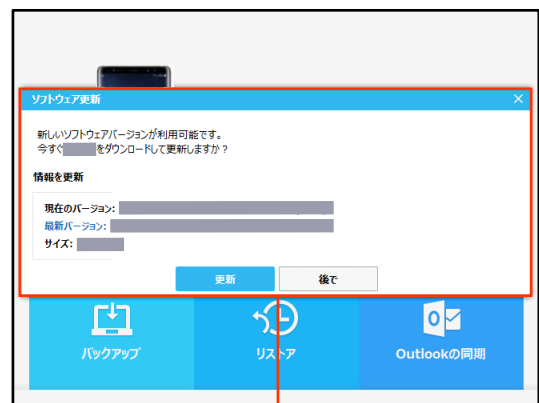 ソフトウェア更新
新しいソフトウェアバージョンが利用可能です。
今すぐ をダウンロードして更新しますか？
情報を更新
現在のバージョン:
最新バージョン:
サイズ:
更新 後で
バックアップ リストア Outlookの同期